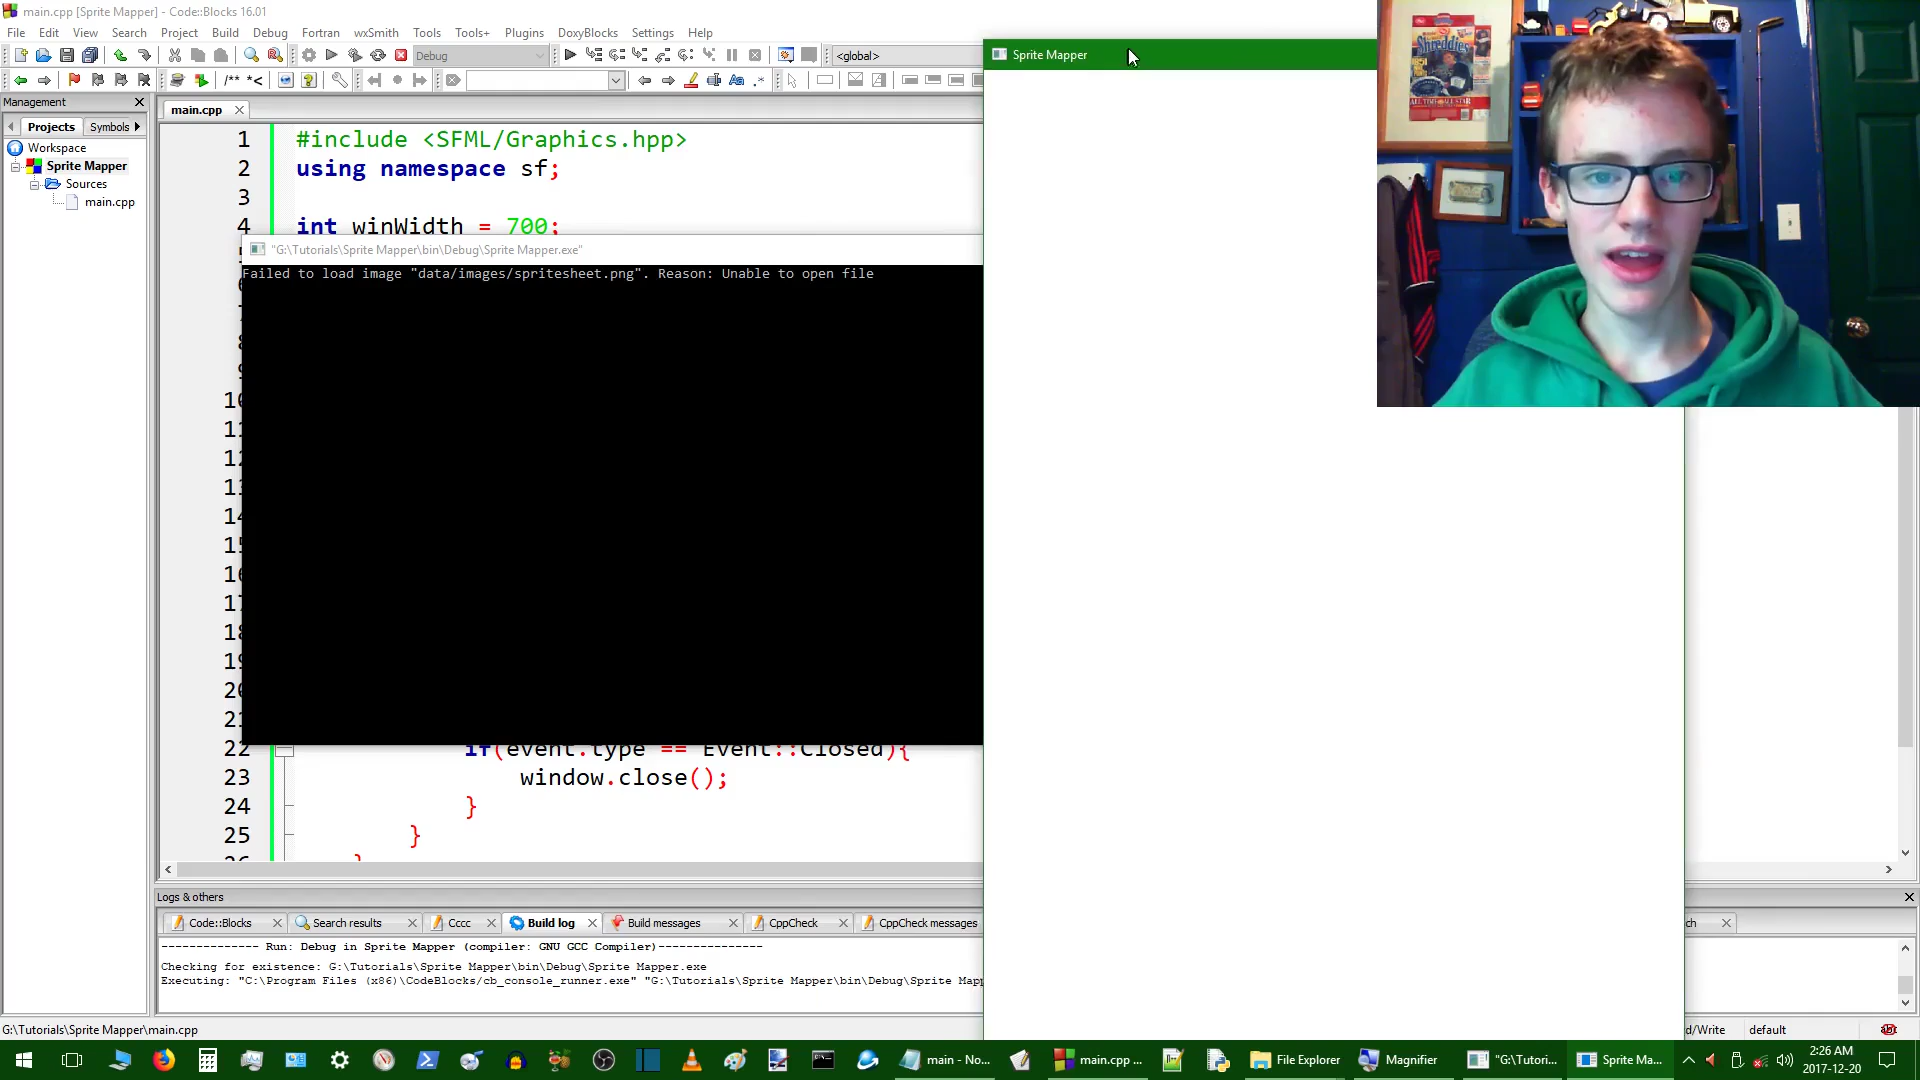 main.cpp [Sprite Mapper] - Code::Blocks 16.01
File Edit View Search Project Build Debug Fortran wxSmith Tools Tools+ Plugins DoxyBlocks Settings Help
Debug
<global>
/** *<
Aa .*
Management
Projects Symbols
Workspace
Sprite Mapper
Sources
main.cpp
main.cpp
1 #include <SFML/Graphics.hpp>
2 using namespace sf;
3
4 int winWidth = 700;
"G:\Tutorials\Sprite Mapper\bin\Debug\Sprite Mapper.exe"
Failed to load image "data/images/spritesheet.png". Reason: Unable to open file
22 if(event.type == Event::Closed){
23 window.close();
24 }
25 }
Sprite Mapper
Shreddies
ALL TIME ALL STAR
Logs & others
Code::Blocks Search results Cccc Build log Build messages CppCheck CppCheck messages
-------------- Run: Debug in Sprite Mapper (compiler: GNU GCC Compiler)---------------
Checking for existence: G:\Tutorials\Sprite Mapper\bin\Debug\Sprite Mapper.exe
Executing: "C:\Program Files (x86)\CodeBlocks/cb_console_runner.exe" "G:\Tutorials\Sprite Mapper\bin\Debug\Sprite Mapp
G:\Tutorials\Sprite Mapper\main.cpp
d/Write default
main - No... main.cpp ... File Explorer Magnifier "G:\Tutori... Sprite Ma...
2:26 AM
2017-12-20